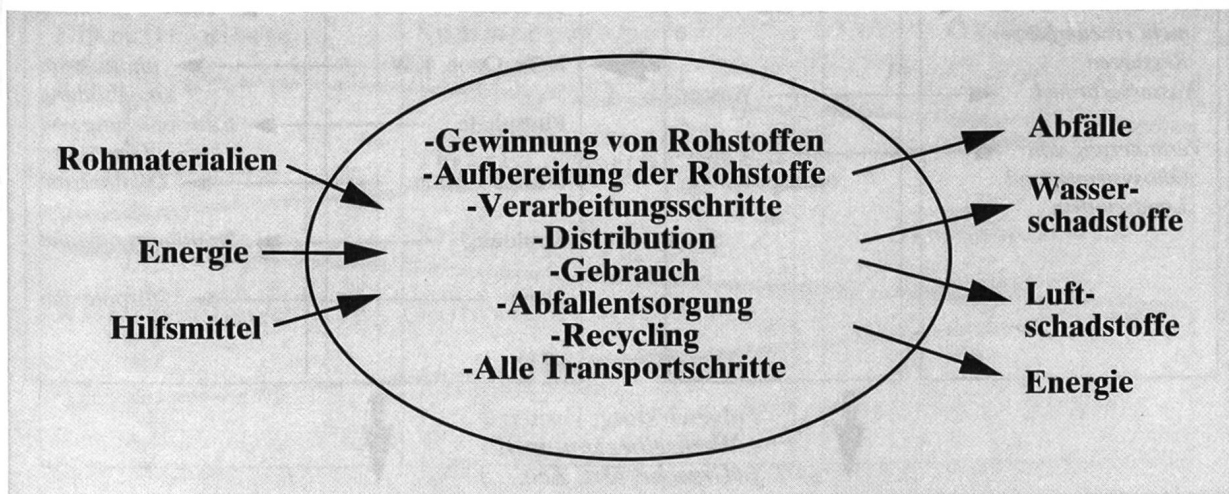 Rohmaterialien
Energie
Hilfsmittel
-Gewinnung von Rohstoffen
-Aufbereitung der Rohstoffe
-Verarbeitungsschritte
-Distribution
-Gebrauch
-Abfallentsorgung
-Recycling
-Alle Transportschritte
Abfälle
Wasser-
schadstoffe
Luft-
schadstoffe
Energie